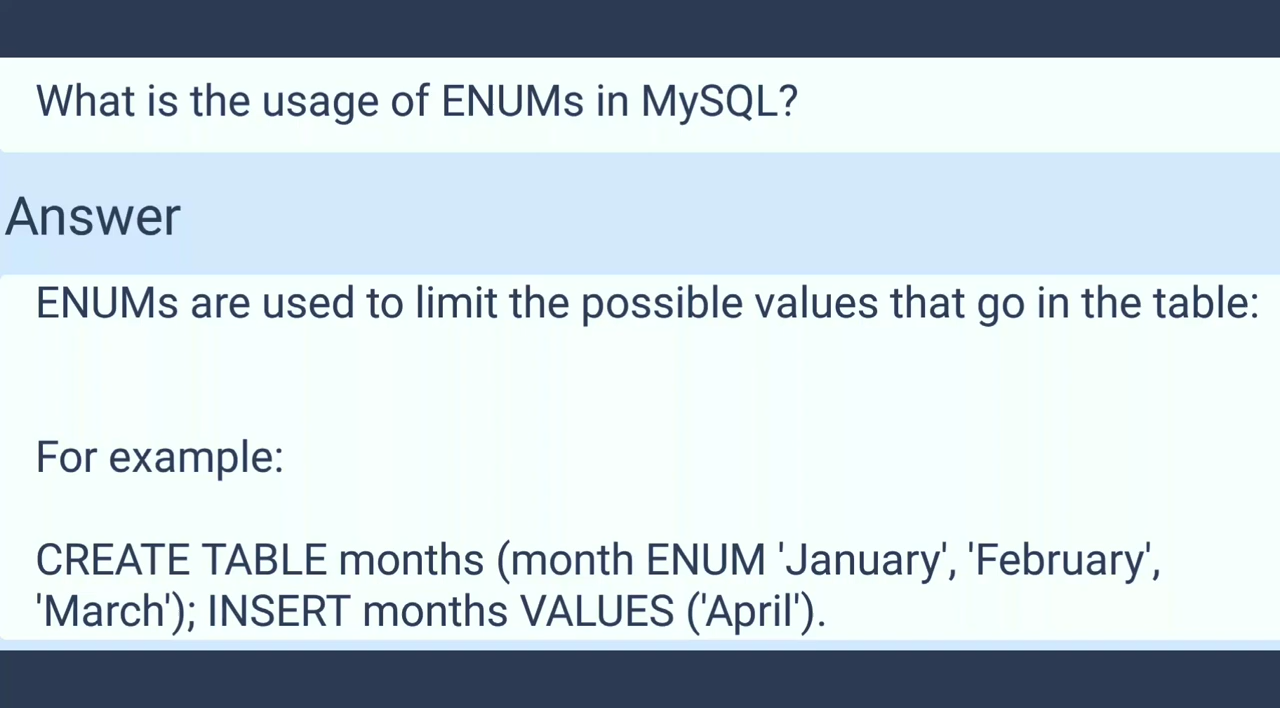 What is the usage of ENUMs in MySQL?
Answer
ENUMs are used to limit the possible values that go in the table:
For example:
CREATE TABLE months (month ENUM 'January', 'February',
'March'); INSERT months VALUES ('April').